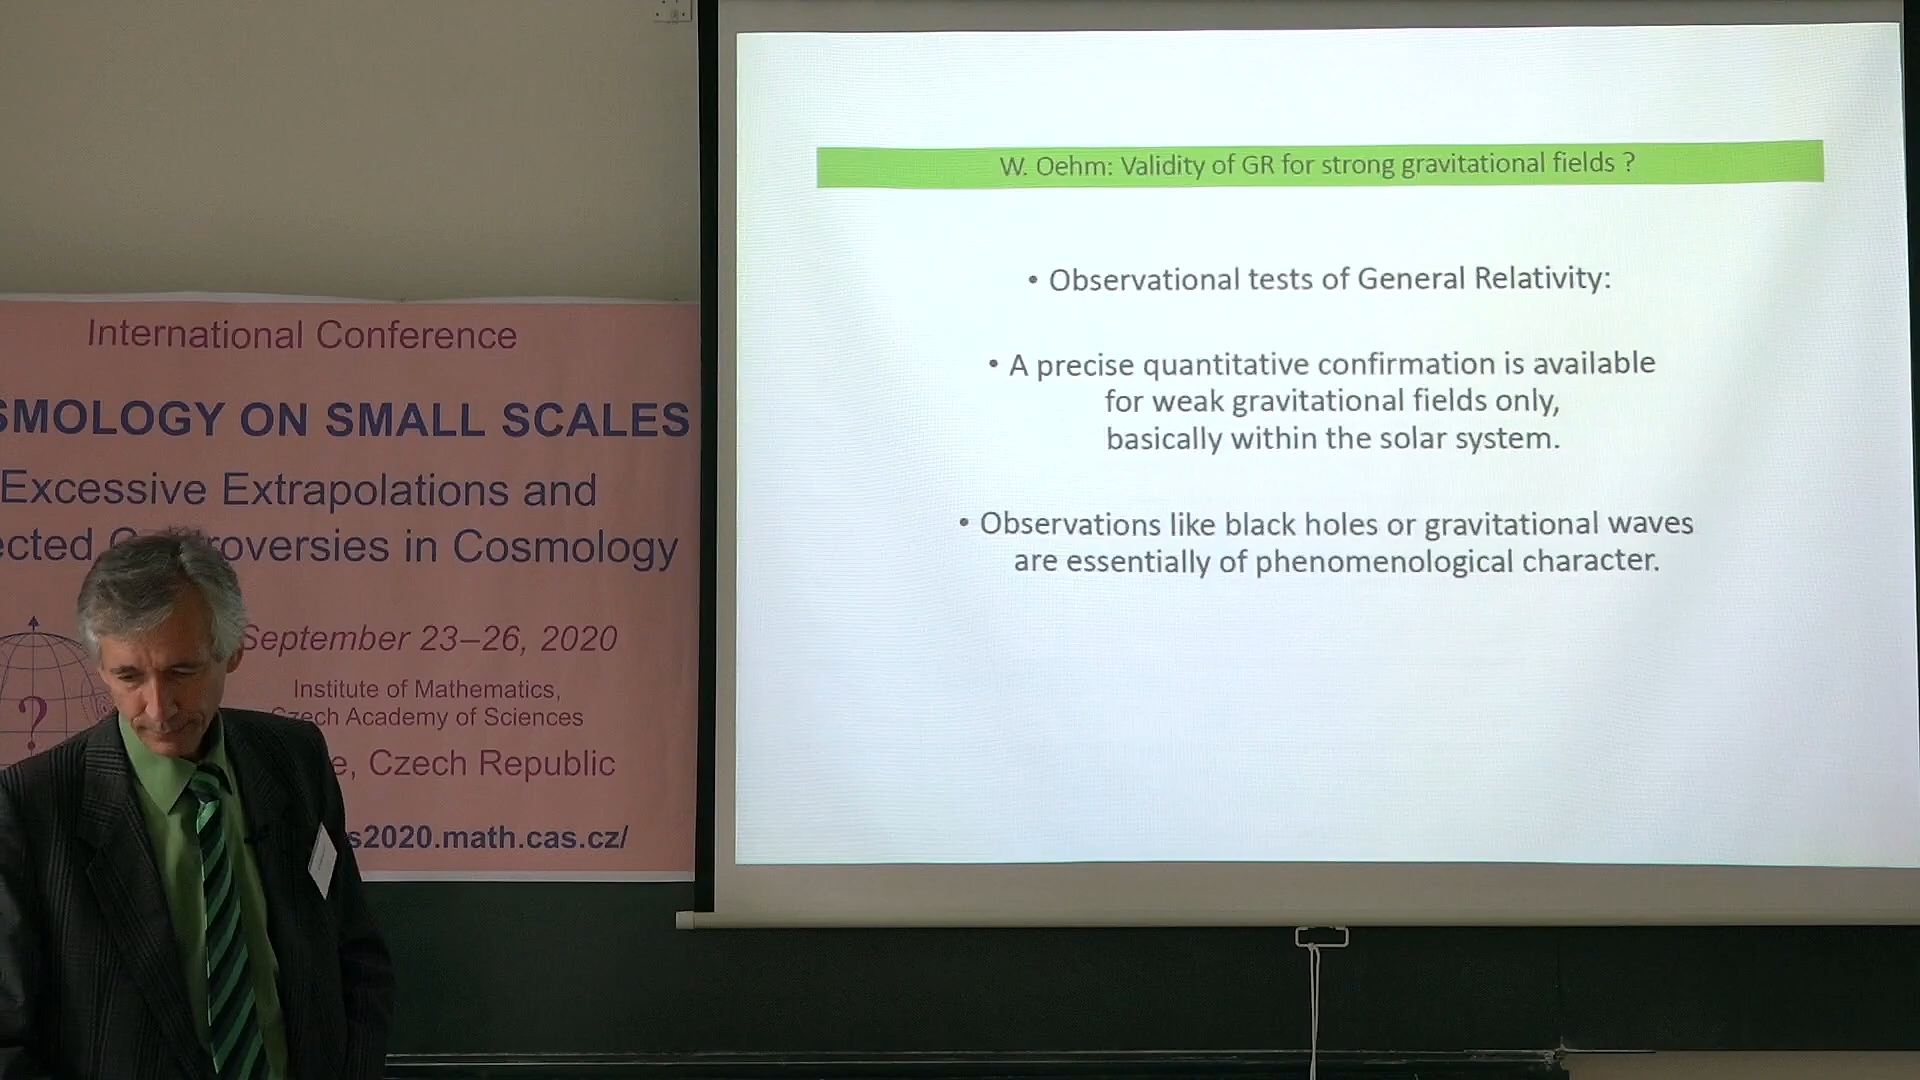 International Conference
SMOLOGY ON SMALL SCALES
Excessive Extrapolations and
ected roversies in Cosmology
September 23–26, 2020
Institute of Mathematics,
Czech Academy of Sciences
e, Czech Republic
s2020.math.cas.cz/
?
W. Oehm: Validity of GR for strong gravitational fields ?
• Observational tests of General Relativity:
• A precise quantitative confirmation is available
for weak gravitational fields only,
basically within the solar system.
• Observations like black holes or gravitational waves
are essentially of phenomenological character.